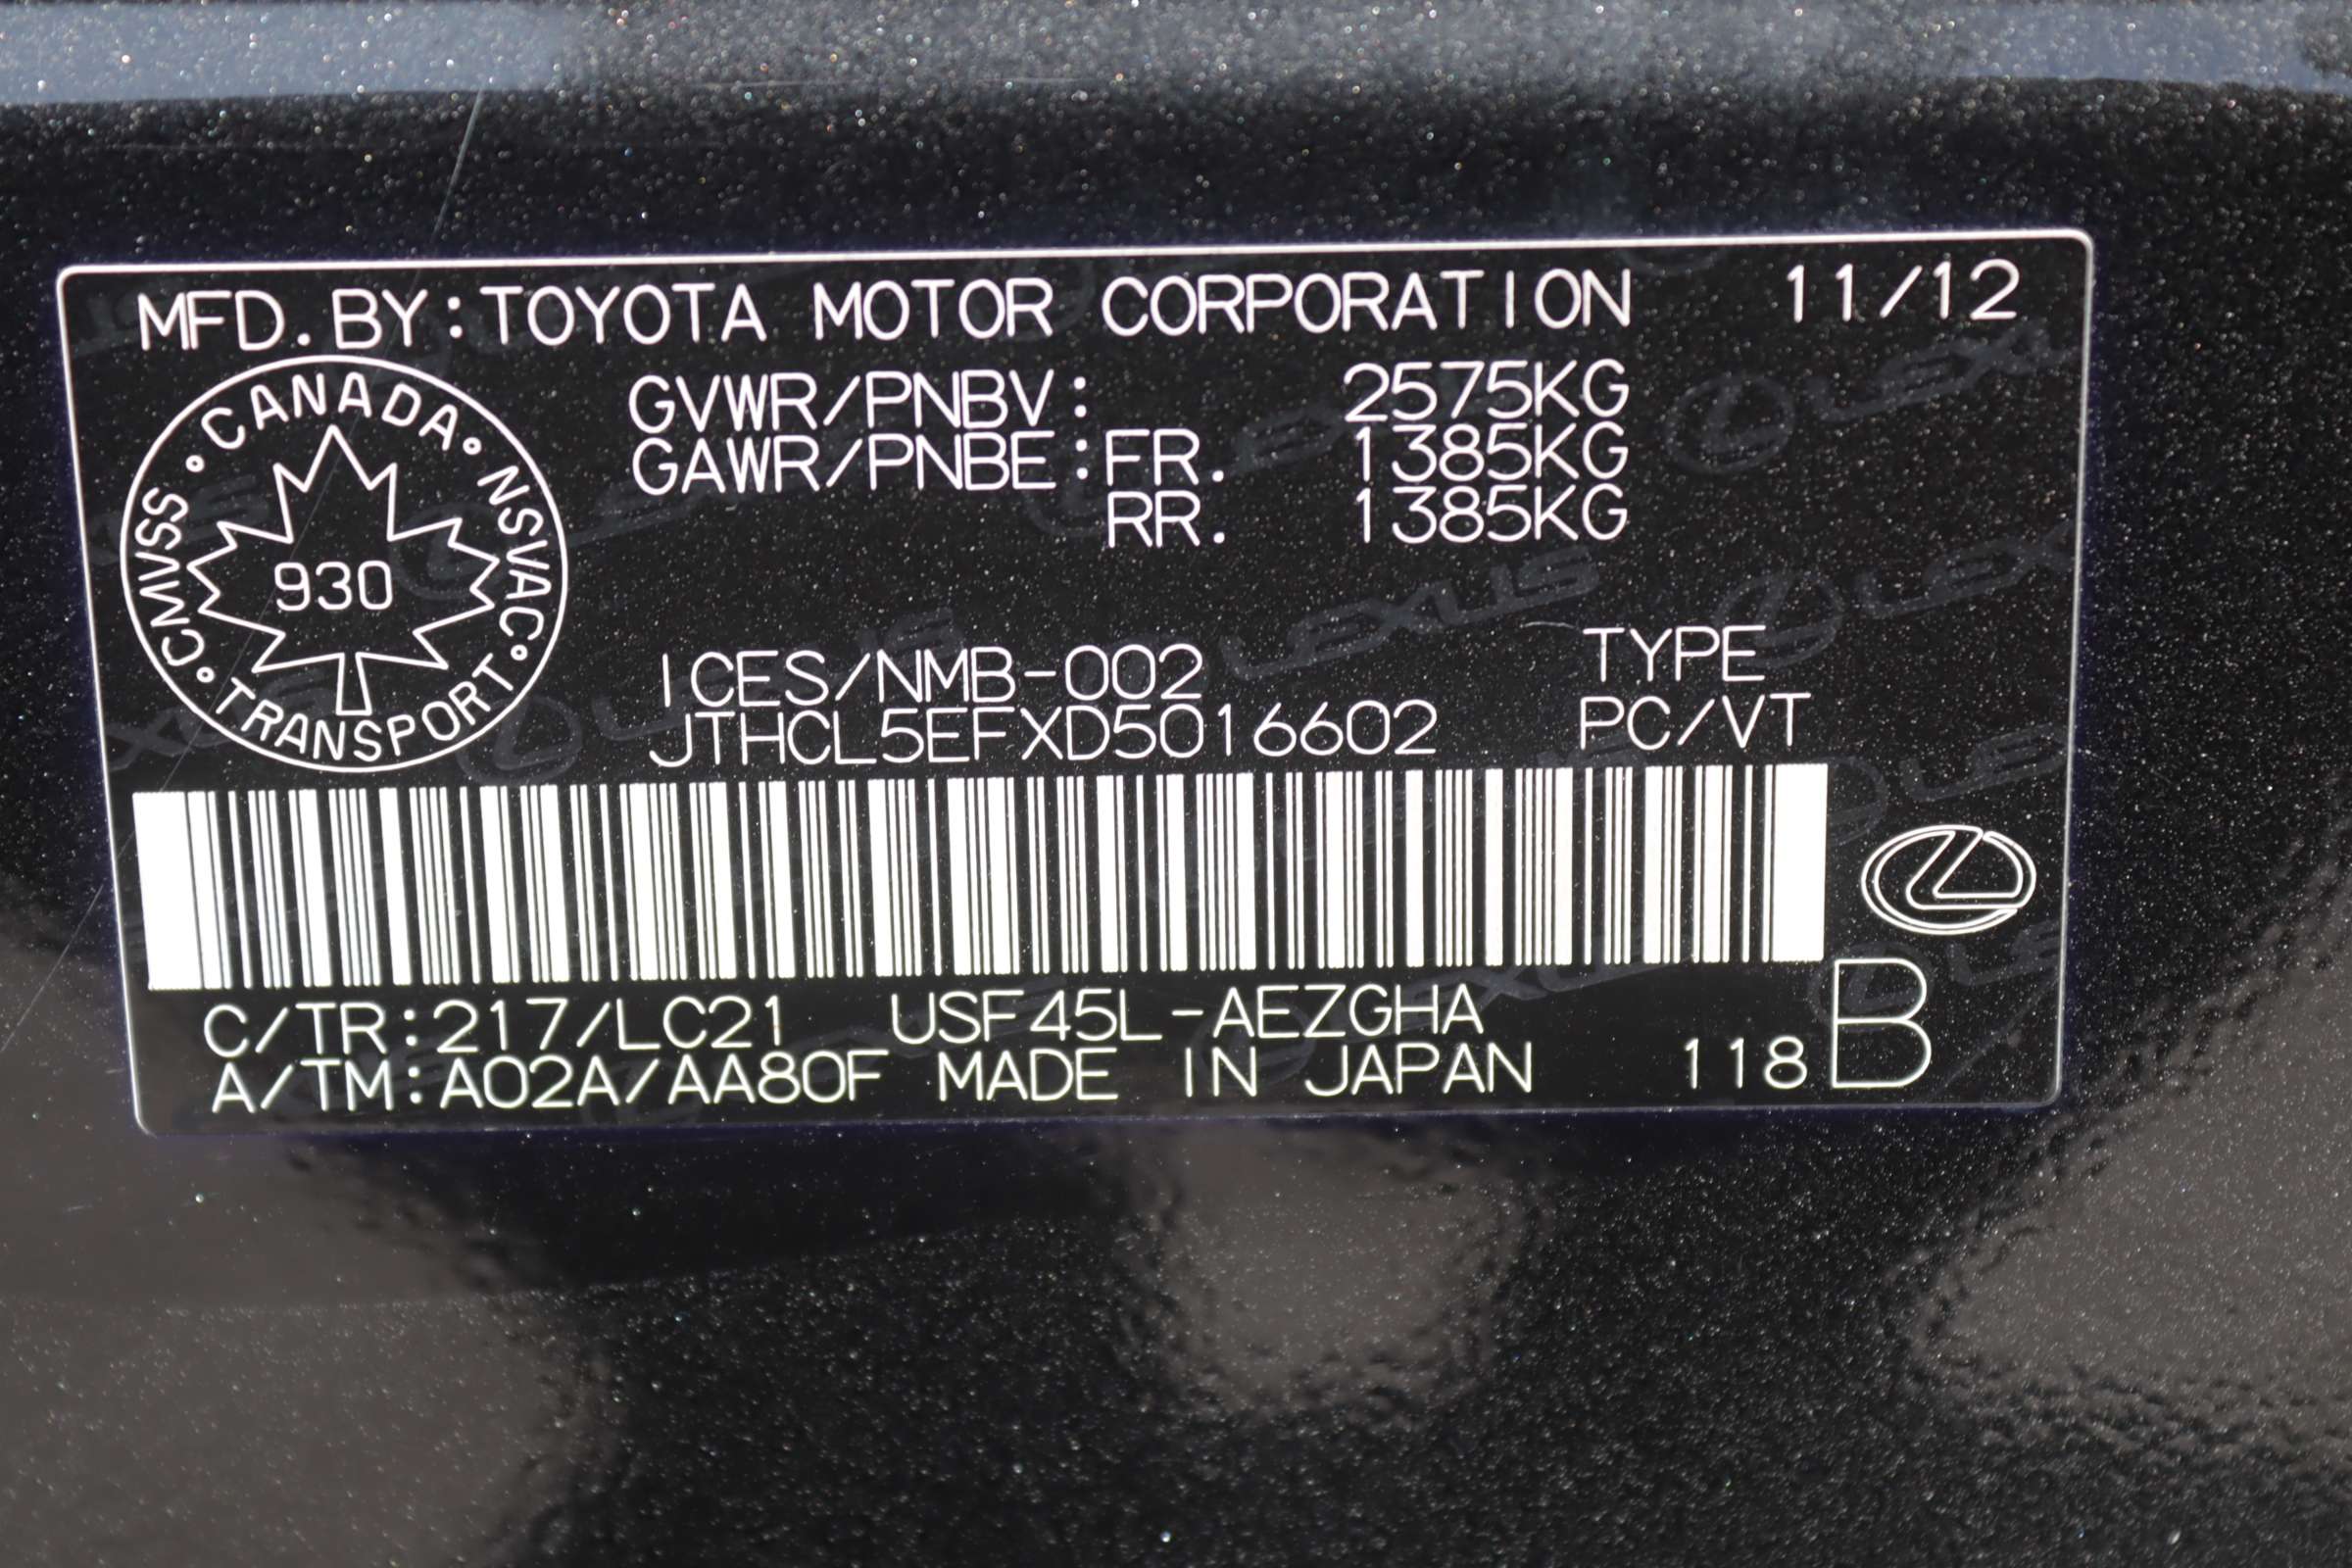 MFD. BY:TOYOTA MOTOR CORPORATION 11/12
GVWR/PNBV: 2575KG
GAWR/PNBE:FR. 1385KG
RR. 1385KG
CANADA • NSVAC • TRANSPORT • CMVSS •
930
ICES/NMB-002 TYPE
JTHCL5EFXD5016602 PC/VT
C/TR:217/LC21 USF45L-AEZGHA
A/TM:A02A/AA80F MADE IN JAPAN 118 B